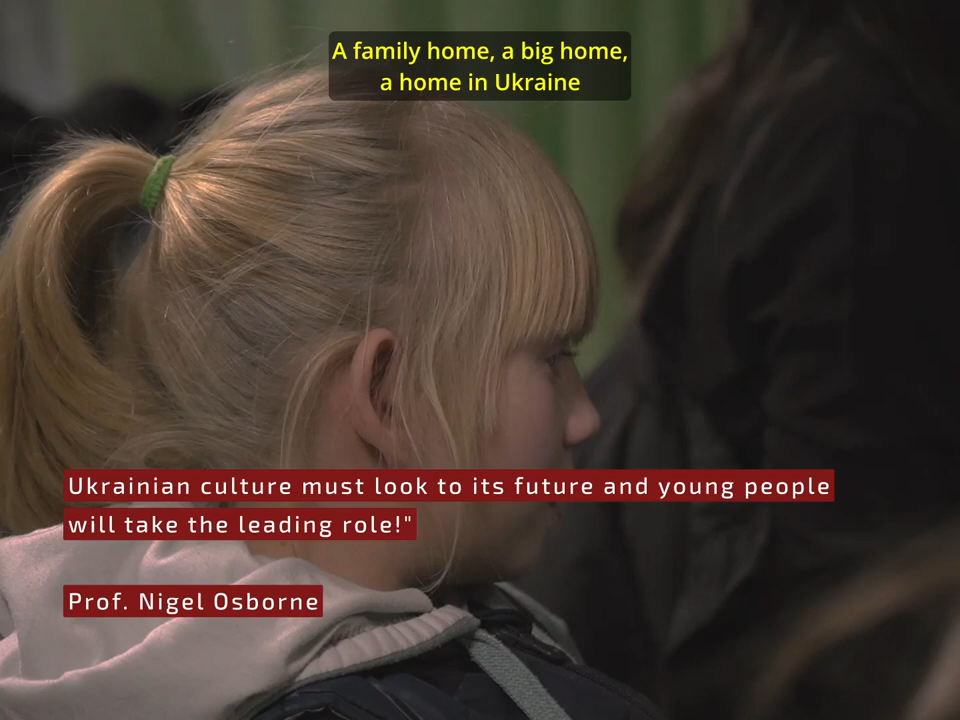 A family home, a big home,
a home in Ukraine
Ukrainian culture must look to its future and young people
will take the leading role!"
Prof. Nigel Osborne